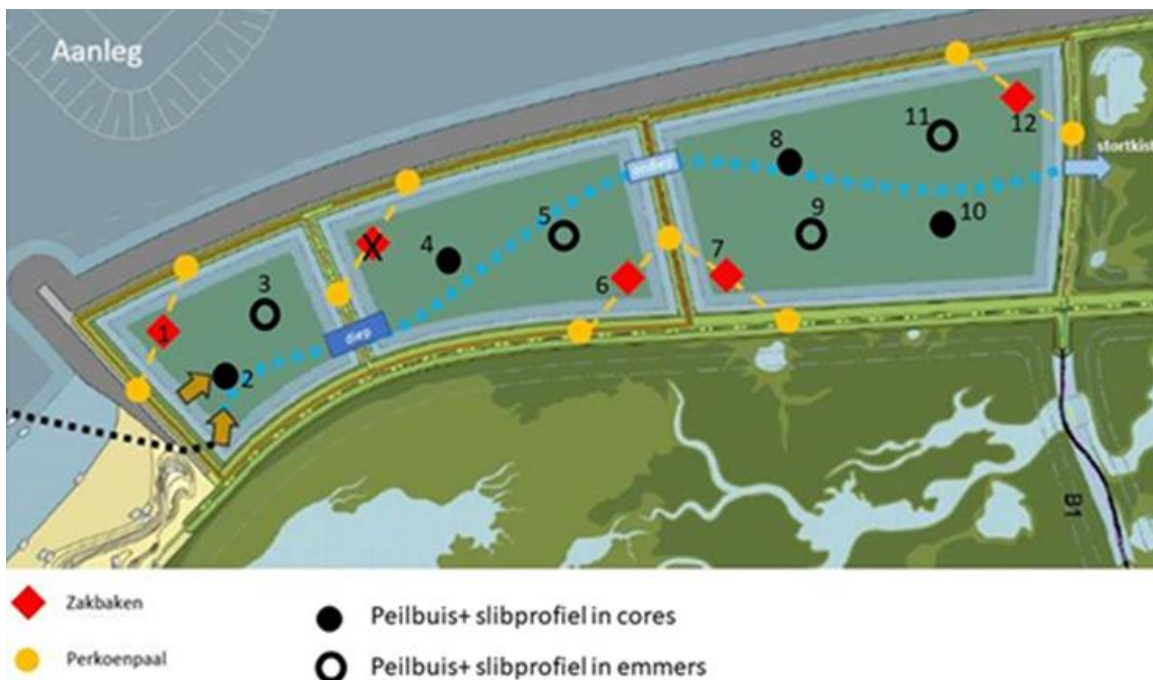 Aanleg
11
12
8
stortkist
3
4
5
9
10
1
6
7
diep
2
B1
Zakbaken
Peilbuis+ slibprofiel in cores
Perkoenpaal
Peilbuis+ slibprofiel in emmers